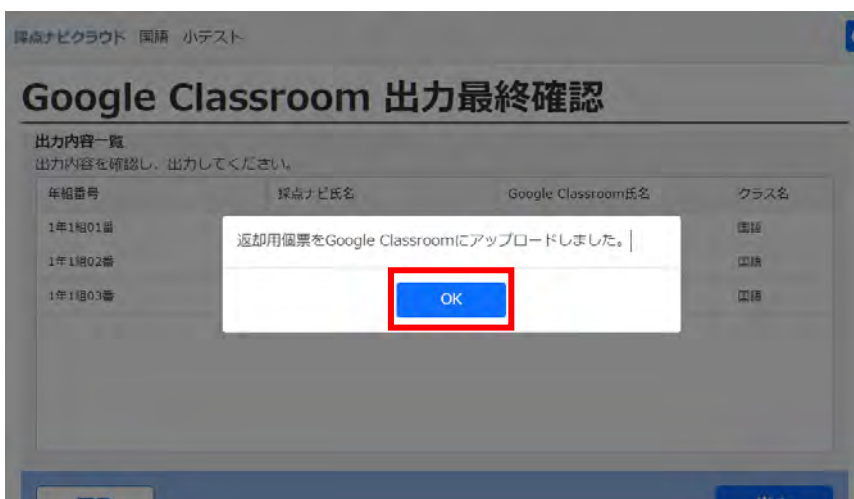 採点ナビクラウド 国語 小テスト
Google Classroom 出力最終確認
出力内容一覧
出力内容を確認し、出力してください。
年組番号 採点ナビ氏名 Google Classroom氏名 クラス名
1年1組01番 国語
返却用個票をGoogle Classroomにアップロードしました。
1年1組02番 国語
1年1組03番 国語
OK